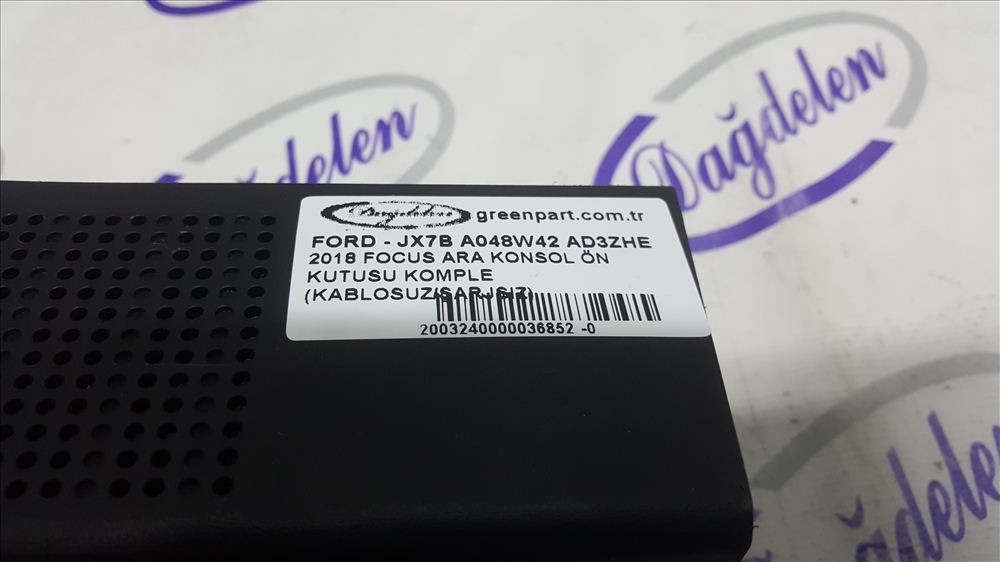 Dağdelen
Dağdelen
Dağdelen greenpart.com.tr
FORD - JX7B A048W42 AD3ZHE
2018 FOCUS ARA KONSOL ÖN
KUTUSU KOMPLE
(KABLOSUZ(ŞARJSIZ)
2003240000036852 -0
Dağdelen